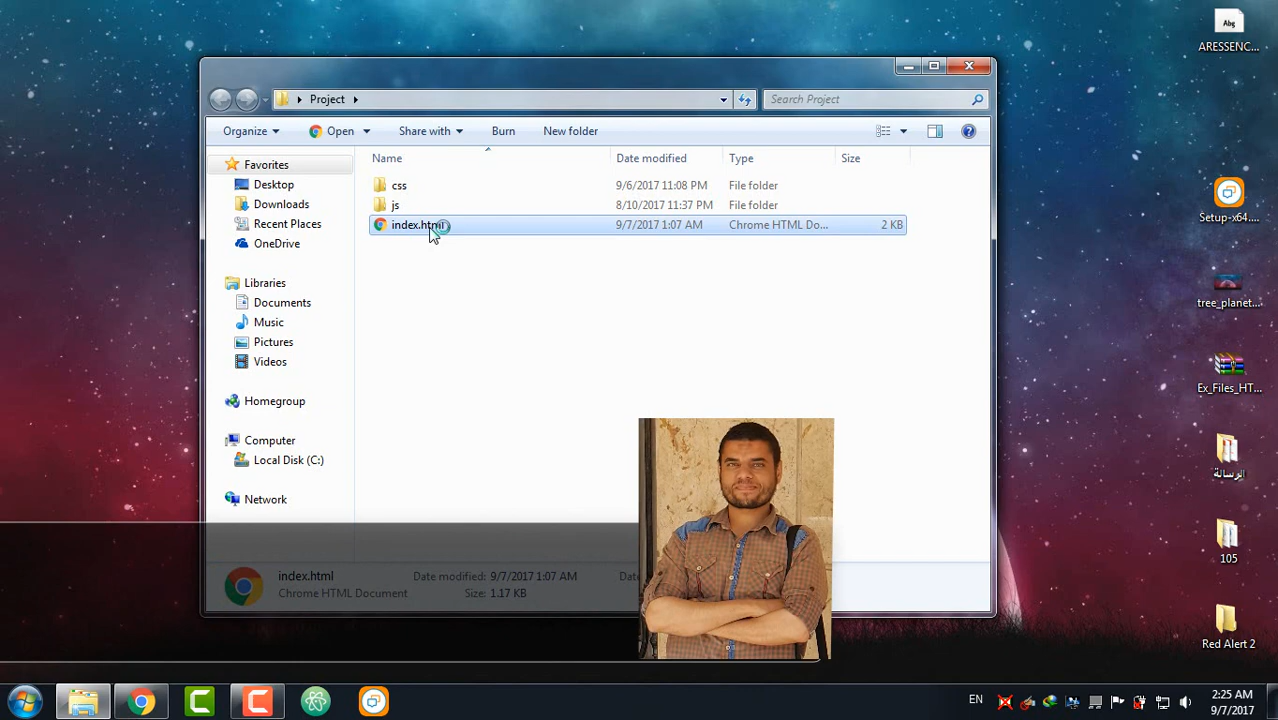 ARESSENC...
Project
Search Project
Organize
Open
Share with
Burn
New folder
Name
Date modified
Type
Size
Favorites
Desktop
Downloads
Recent Places
OneDrive
Libraries
Documents
Music
Pictures
Videos
Homegroup
Computer
Local Disk (C:)
Network
css
9/6/2017 11:08 PM
File folder
js
8/10/2017 11:37 PM
File folder
index.html
9/7/2017 1:07 AM
Chrome HTML Do...
2 KB
Abg
Setup-x64....
tree_planet...
Ex_Files_HT...
الرسالة
105
Red Alert 2
index.html
Date modified: 9/7/2017 1:07 AM
Chrome HTML Document
Size: 1.17 KB
EN
2:25 AM
9/7/2017